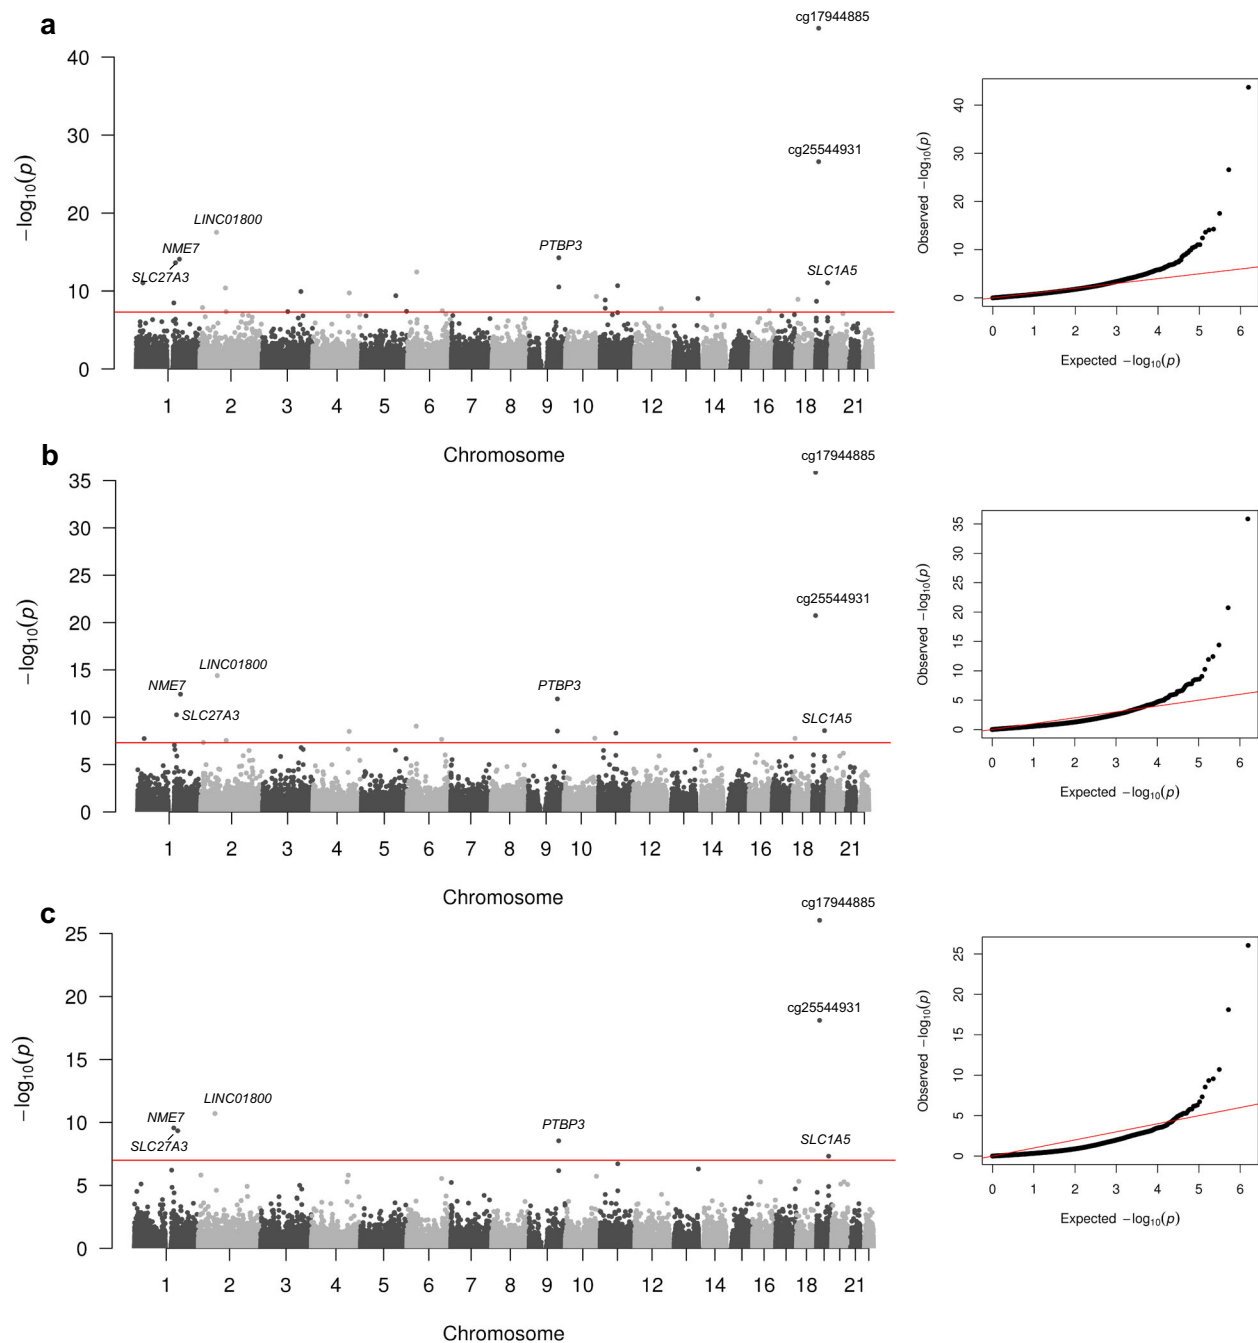 a
cg17944885
cg25544931
LINC01800
NME7
SLC27A3
PTBP3
SLC1A5
−log10(p)
0 10 20 30 40
1 2 3 4 5 6 7 8 9 10 12 14 16 18 21
Chromosome
Observed −log10(p)
0 10 20 30 40
0 1 2 3 4 5 6
Expected −log10(p)
b
cg17944885
cg25544931
LINC01800
NME7
SLC27A3
PTBP3
SLC1A5
−log10(p)
0 5 10 15 20 25 30 35
1 2 3 4 5 6 7 8 9 10 12 14 16 18 21
Chromosome
Observed −log10(p)
0 5 10 15 20 25 30 35
0 1 2 3 4 5 6
Expected −log10(p)
c
cg17944885
cg25544931
LINC01800
NME7
SLC27A3
PTBP3
SLC1A5
−log10(p)
0 5 10 15 20 25
1 2 3 4 5 6 7 8 9 10 12 14 16 18 21
Chromosome
Observed −log10(p)
0 5 10 15 20 25
0 1 2 3 4 5 6
Expected −log10(p)